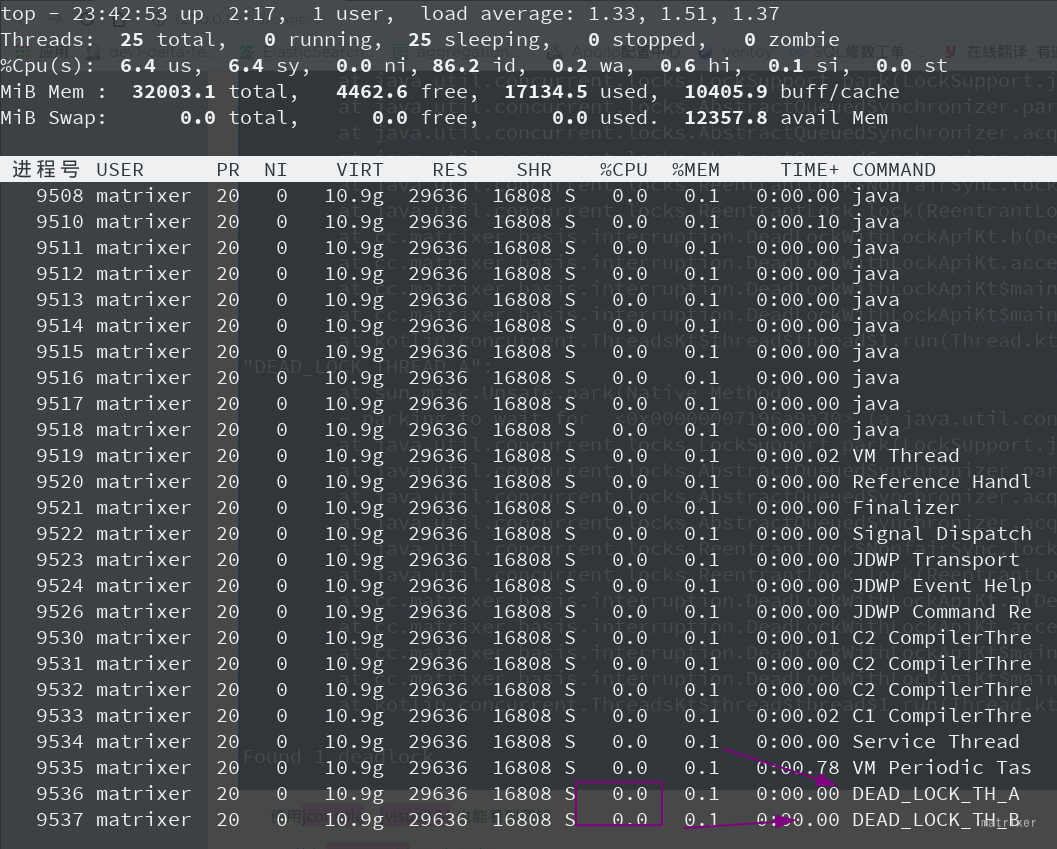 top - 23:42:53 up  2:17,  1 user,  load average: 1.33, 1.51, 1.37
Threads:  25 total,   0 running,  25 sleeping,   0 stopped,   0 zombie
%Cpu(s):  6.4 us,  6.4 sy,  0.0 ni, 86.2 id,  0.2 wa,  0.6 hi,  0.1 si,  0.0 st
MiB Mem :  32003.1 total,   4462.6 free,  17134.5 used,  10405.9 buff/cache
MiB Swap:      0.0 total,      0.0 free,      0.0 used.  12357.8 avail Mem
进程号 USER      PR  NI    VIRT    RES    SHR    %CPU  %MEM     TIME+ COMMAND
9508 matrixer  20   0   10.9g  29636  16808 S   0.0   0.1   0:00.00 java
9510 matrixer  20   0   10.9g  29636  16808 S   0.0   0.1   0:00.10 java
9511 matrixer  20   0   10.9g  29636  16808 S   0.0   0.1   0:00.00 java
9512 matrixer  20   0   10.9g  29636  16808 S   0.0   0.1   0:00.00 java
9513 matrixer  20   0   10.9g  29636  16808 S   0.0   0.1   0:00.00 java
9514 matrixer  20   0   10.9g  29636  16808 S   0.0   0.1   0:00.00 java
9515 matrixer  20   0   10.9g  29636  16808 S   0.0   0.1   0:00.00 java
9516 matrixer  20   0   10.9g  29636  16808 S   0.0   0.1   0:00.00 java
9517 matrixer  20   0   10.9g  29636  16808 S   0.0   0.1   0:00.00 java
9518 matrixer  20   0   10.9g  29636  16808 S   0.0   0.1   0:00.00 java
9519 matrixer  20   0   10.9g  29636  16808 S   0.0   0.1   0:00.02 VM Thread
9520 matrixer  20   0   10.9g  29636  16808 S   0.0   0.1   0:00.00 Reference Handl
9521 matrixer  20   0   10.9g  29636  16808 S   0.0   0.1   0:00.00 Finalizer
9522 matrixer  20   0   10.9g  29636  16808 S   0.0   0.1   0:00.00 Signal Dispatch
9523 matrixer  20   0   10.9g  29636  16808 S   0.0   0.1   0:00.00 JDWP Transport
9524 matrixer  20   0   10.9g  29636  16808 S   0.0   0.1   0:00.00 JDWP Event Help
9526 matrixer  20   0   10.9g  29636  16808 S   0.0   0.1   0:00.00 JDWP Command Re
9530 matrixer  20   0   10.9g  29636  16808 S   0.0   0.1   0:00.01 C2 CompilerThre
9531 matrixer  20   0   10.9g  29636  16808 S   0.0   0.1   0:00.00 C2 CompilerThre
9532 matrixer  20   0   10.9g  29636  16808 S   0.0   0.1   0:00.00 C2 CompilerThre
9533 matrixer  20   0   10.9g  29636  16808 S   0.0   0.1   0:00.02 C1 CompilerThre
9534 matrixer  20   0   10.9g  29636  16808 S   0.0   0.1   0:00.00 Service Thread
9535 matrixer  20   0   10.9g  29636  16808 S   0.0   0.1   0:00.78 VM Periodic Tas
9536 matrixer  20   0   10.9g  29636  16808 S   0.0   0.1   0:00.00 DEAD_LOCK_TH_A
9537 matrixer  20   0   10.9g  29636  16808 S   0.0   0.1   0:00.00 DEAD_LOCK_TH_B
matrixer